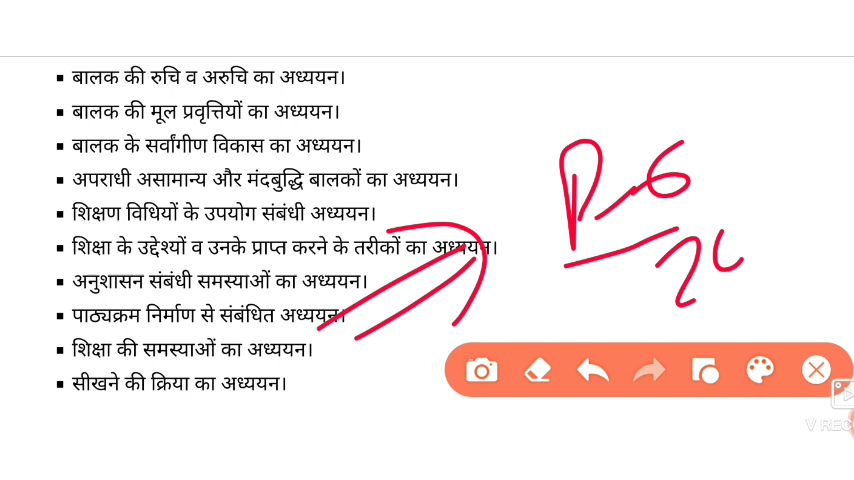 ▪ बालक की रुचि व अरुचि का अध्ययन।
▪ बालक की मूल प्रवृत्तियों का अध्ययन।
▪ बालक के सर्वांगीण विकास का अध्ययन।
▪ अपराधी असामान्य और मंदबुद्धि बालकों का अध्ययन।
▪ शिक्षण विधियों के उपयोग संबंधी अध्ययन।
▪ शिक्षा के उद्देश्यों व उनके प्राप्त करने के तरीकों का अध्ययन।
▪ अनुशासन संबंधी समस्याओं का अध्ययन।
▪ पाठ्यक्रम निर्माण से संबंधित अध्ययन।
▪ शिक्षा की समस्याओं का अध्ययन।
▪ सीखने की क्रिया का अध्ययन।
V REC